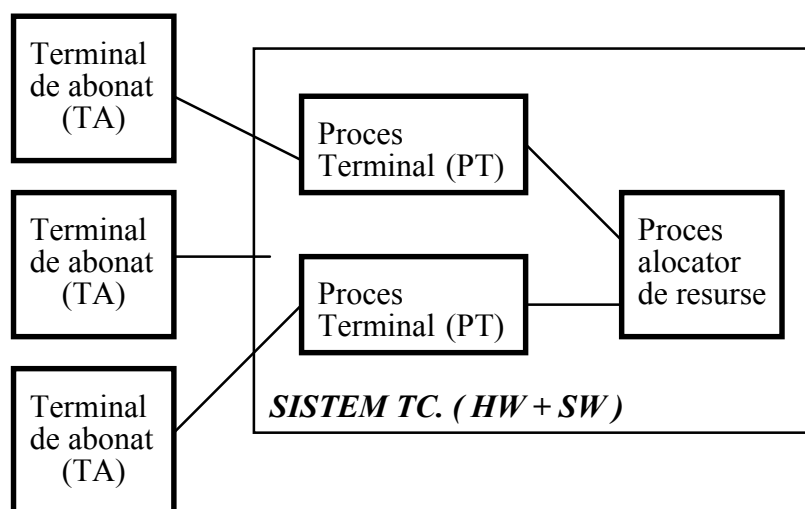 Terminal
de abonat
(TA)
Terminal
de abonat
(TA)
Terminal
de abonat
(TA)
Proces
Terminal (PT)
Proces
Terminal (PT)
Proces
alocator
de resurse
SISTEM TC. ( HW + SW )